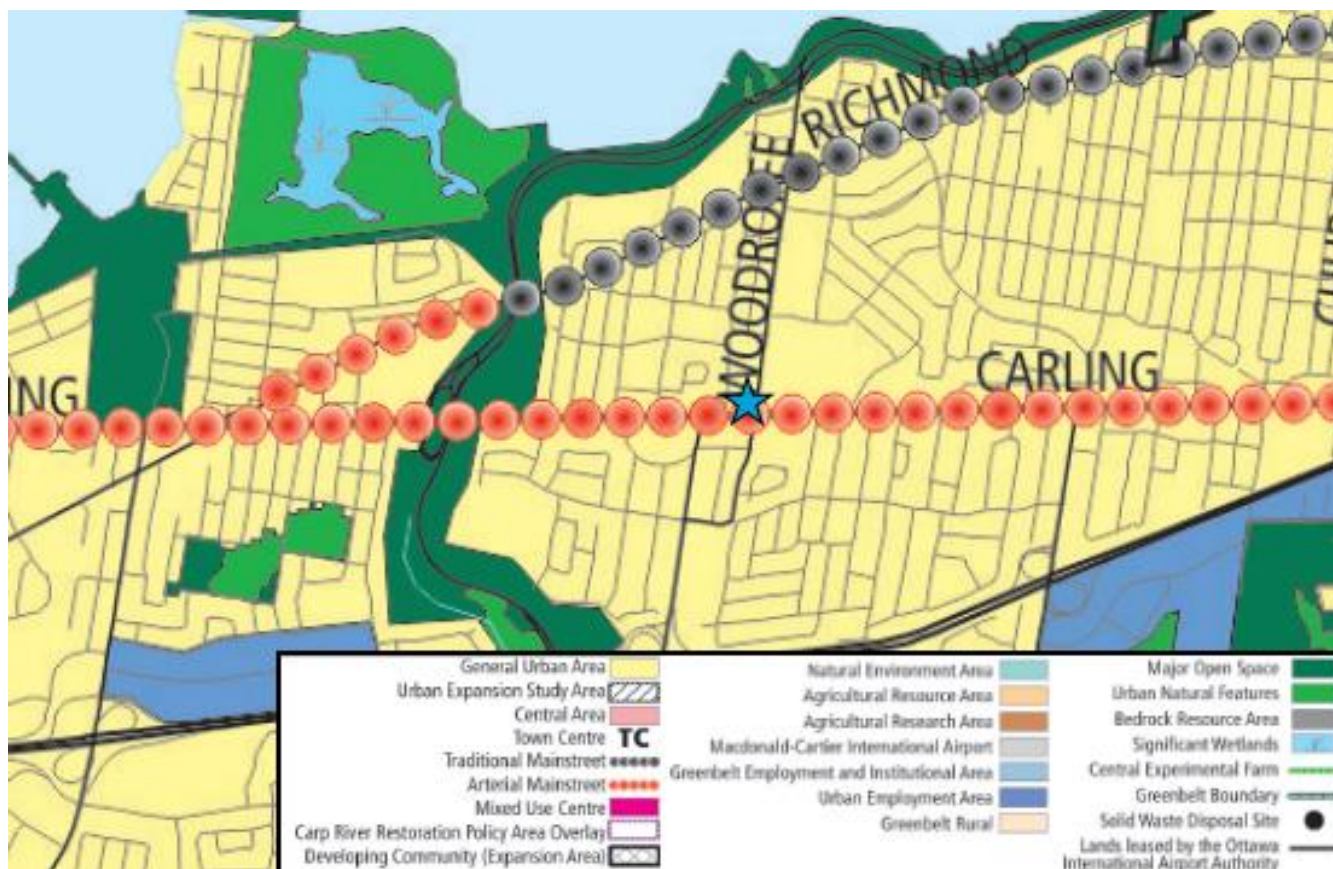 RICHMOND
WOODROFFE
CARLING
ING
General Urban Area
Urban Expansion Study Area
Central Area
Town Centre TC
Traditional Mainstreet
Arterial Mainstreet
Mixed Use Centre
Carp River Restoration Policy Area Overlay
Developing Community (Expansion Area)
Natural Environment Area
Agricultural Resource Area
Agricultural Research Area
Macdonald-Cartier International Airport
Greenbelt Employment and Institutional Area
Urban Employment Area
Greenbelt Rural
Major Open Space
Urban Natural Features
Bedrock Resource Area
Significant Wetlands
Central Experimental Farm
Greenbelt Boundary
Solid Waste Disposal Site
Lands leased by the Ottawa
International Airport Authority